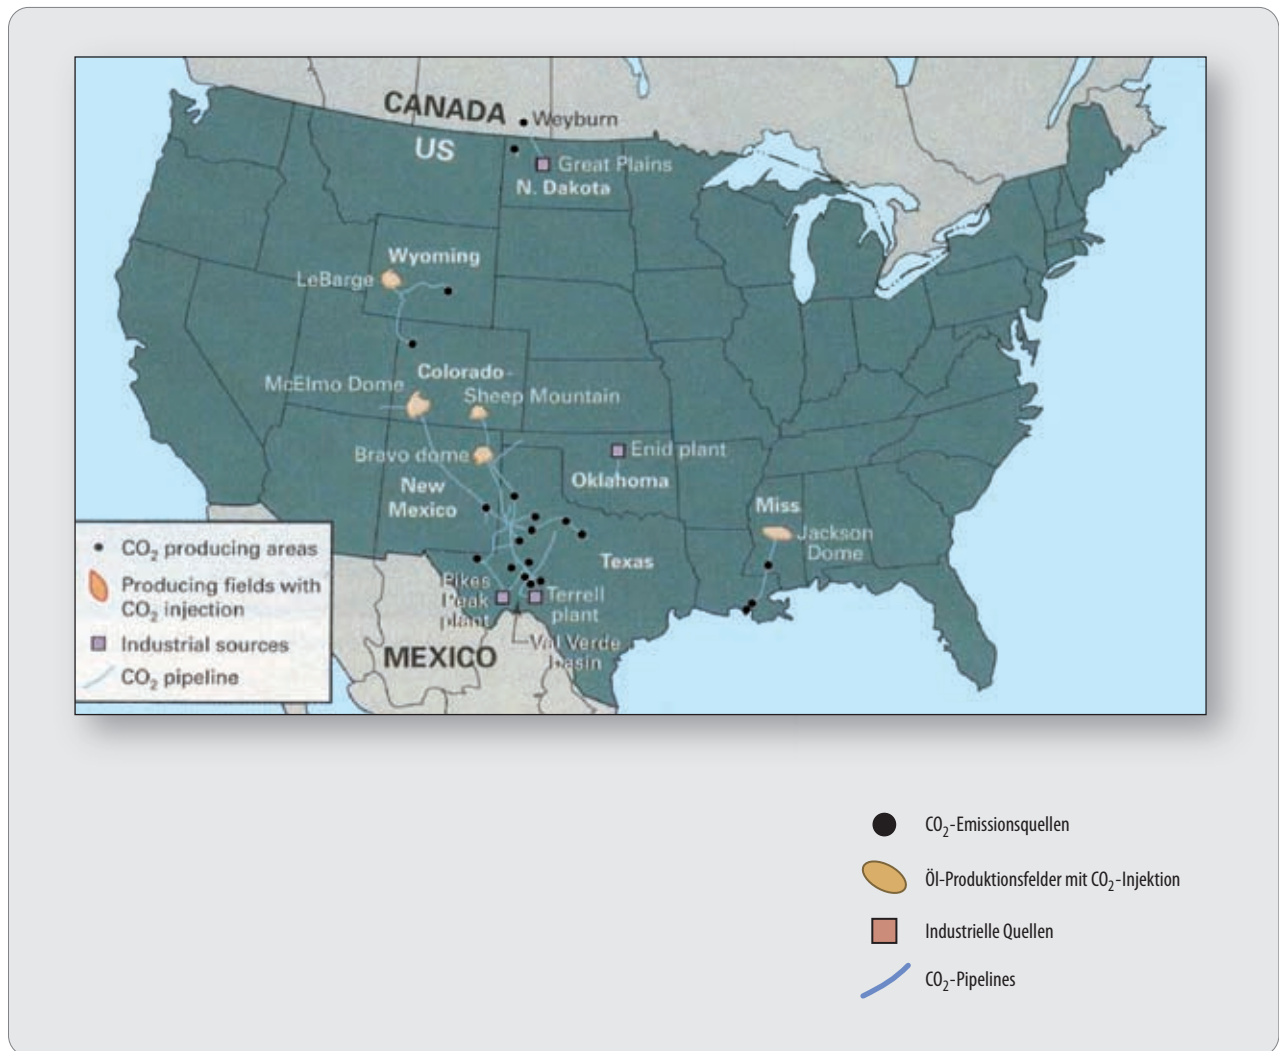 CANADA
Weyburn
US
Great Plains
N. Dakota
Wyoming
LeBarge
Colorado-
McElmo Dome
Sheep Mountain
Bravo dome
Enid plant
Oklahoma
New
Mexico
Miss
Jackson
Dome
Texas
Pikes
Peak
plant
Terrell
plant
Val Verde
basin
MEXICO
CO₂ producing areas
Producing fields with
CO₂ injection
Industrial sources
CO₂ pipeline
CO₂-Emissionsquellen
Öl-Produktionsfelder mit CO₂-Injektion
Industrielle Quellen
CO₂-Pipelines